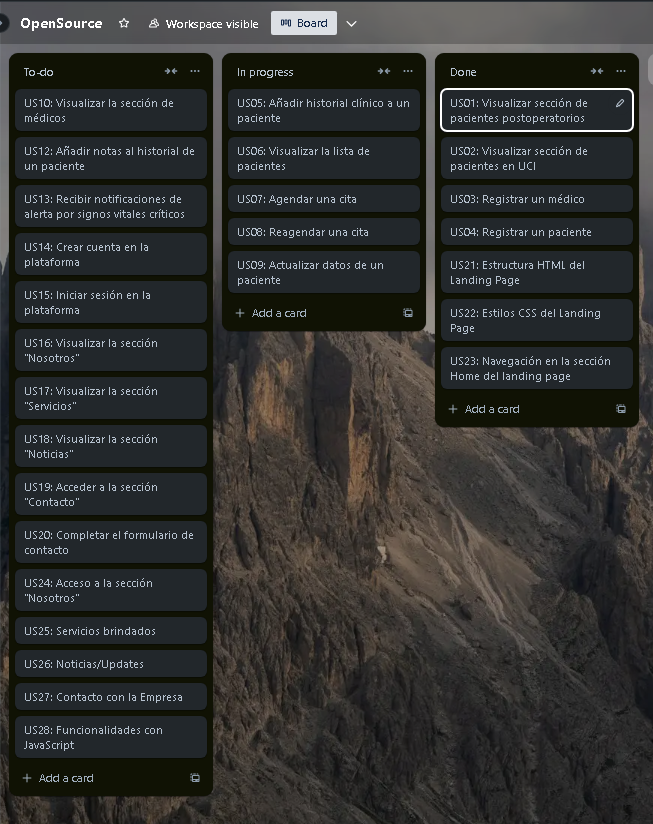 OpenSource
Workspace visible
Board
To-do
US10: Visualizar la sección de
médicos
US12: Añadir notas al historial de
un paciente
US13: Recibir notificaciones de
alerta por signos vitales críticos
US14: Crear cuenta en la
plataforma
US15: Iniciar sesión en la
plataforma
US16: Visualizar la sección
"Nosotros"
US17: Visualizar la sección
"Servicios"
US18: Visualizar la sección
"Noticias"
US19: Acceder a la sección
"Contacto"
US20: Completar el formulario de
contacto
US24: Acceso a la sección
"Nosotros"
US25: Servicios brindados
US26: Noticias/Updates
US27: Contacto con la Empresa
US28: Funcionalidades con
JavaScript
+ Add a card
In progress
US05: Añadir historial clínico a un
paciente
US06: Visualizar la lista de
pacientes
US07: Agendar una cita
US08: Reagendar una cita
US09: Actualizar datos de un
paciente
+ Add a card
Done
US01: Visualizar sección de
pacientes postoperatorios
US02: Visualizar sección de
pacientes en UCI
US03: Registrar un médico
US04: Registrar un paciente
US21: Estructura HTML del
Landing Page
US22: Estilos CSS del Landing
Page
US23: Navegación en la sección
Home del landing page
+ Add a card